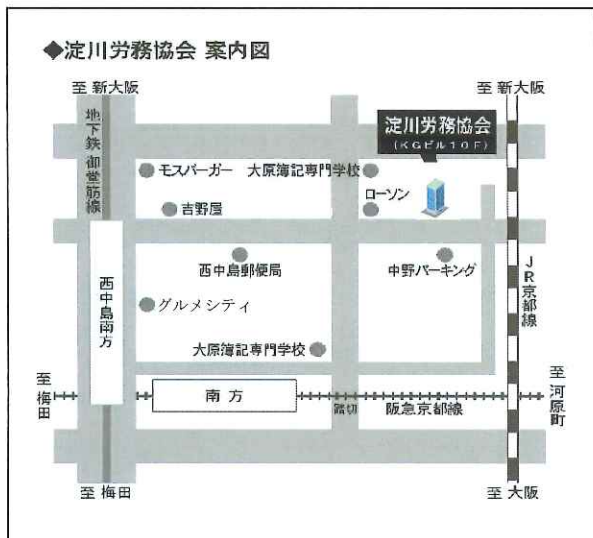 ◆淀川労務協会 案内図
至 新大阪
至 新大阪
地下鉄 御堂筋線
淀川労務協会
(KGビル10F)
モスバーガー
大原簿記専門学校
ローソン
吉野屋
西中島郵便局
中野パーキング
JR京都線
西中島南方
グルメシティ
大原簿記専門学校
至 梅田
南方
踏切
阪急京都線
至 河原町
至 梅田
至 大阪